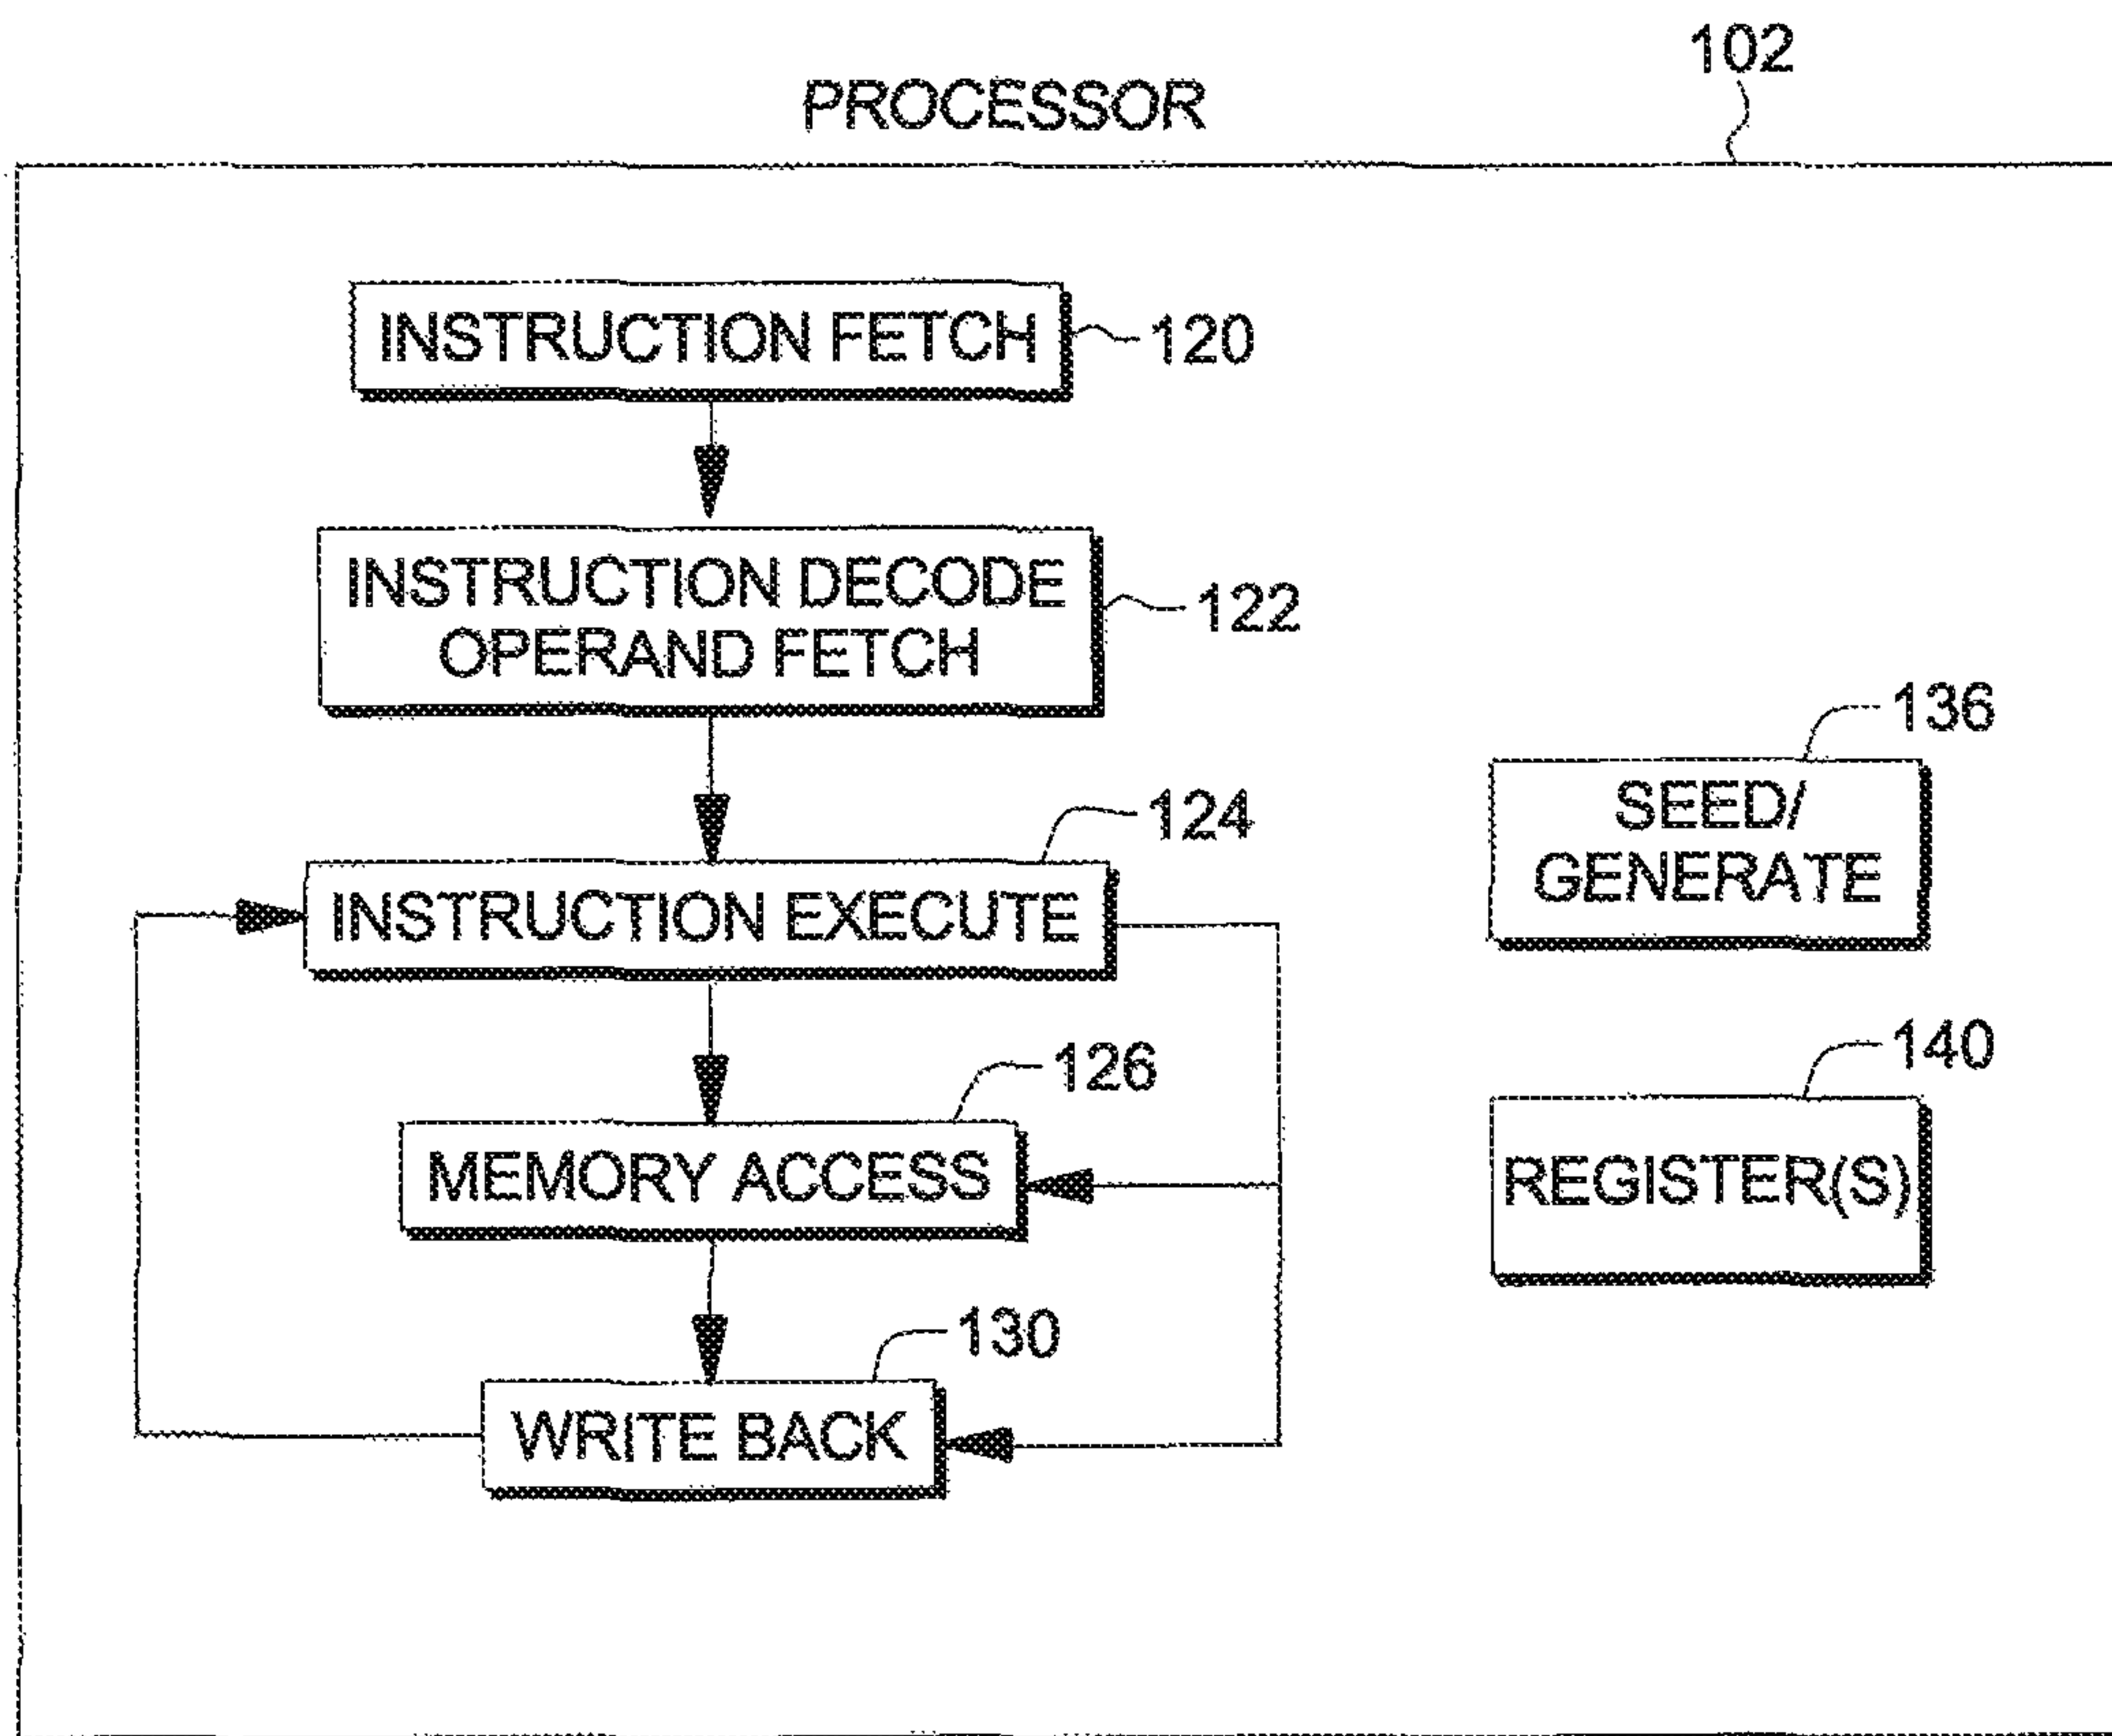 102
PROCESSOR
INSTRUCTION FETCH
120
INSTRUCTION DECODE
OPERAND FETCH
122
124
INSTRUCTION EXECUTE
126
MEMORY ACCESS
130
WRITE BACK
136
SEED/
GENERATE
140
REGISTER(S)